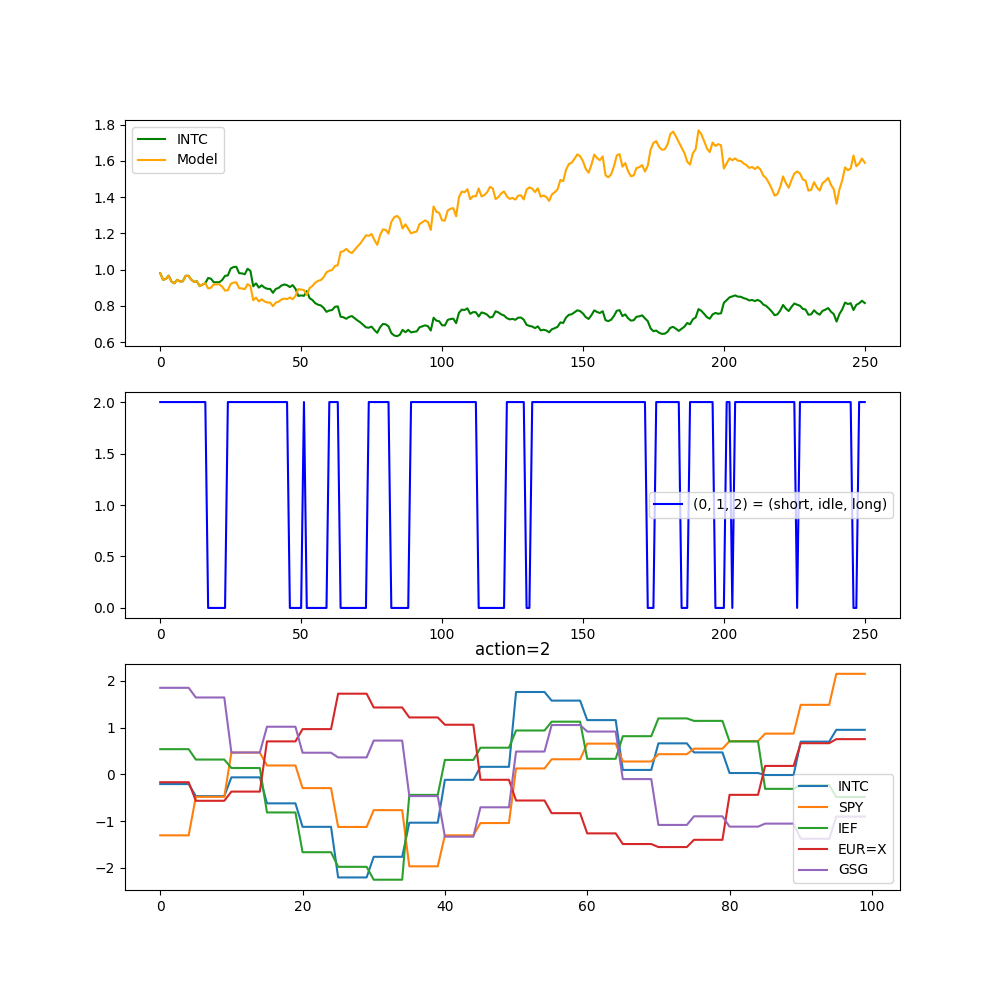 1.8
1.6
1.4
1.2
1.0
0.8
0.6
INTC
Model
0 50 100 150 200 250
2.0
1.5
1.0
0.5
0.0
(0, 1, 2) = (short, idle, long)
0 50 100 150 200 250
action=2
2
1
0
−1
−2
INTC
SPY
IEF
EUR=X
GSG
0 20 40 60 80 100